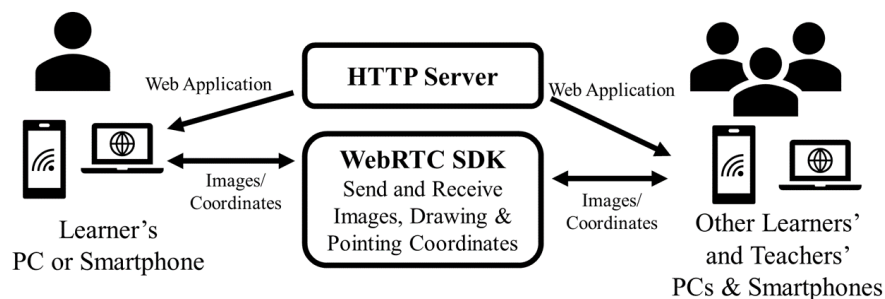 HTTP Server
Web Application
Web Application
WebRTC SDK
Send and Receive
Images, Drawing &
Pointing Coordinates
Images/
Coordinates
Images/
Coordinates
Learner's
PC or Smartphone
Other Learners'
and Teachers'
PCs & Smartphones